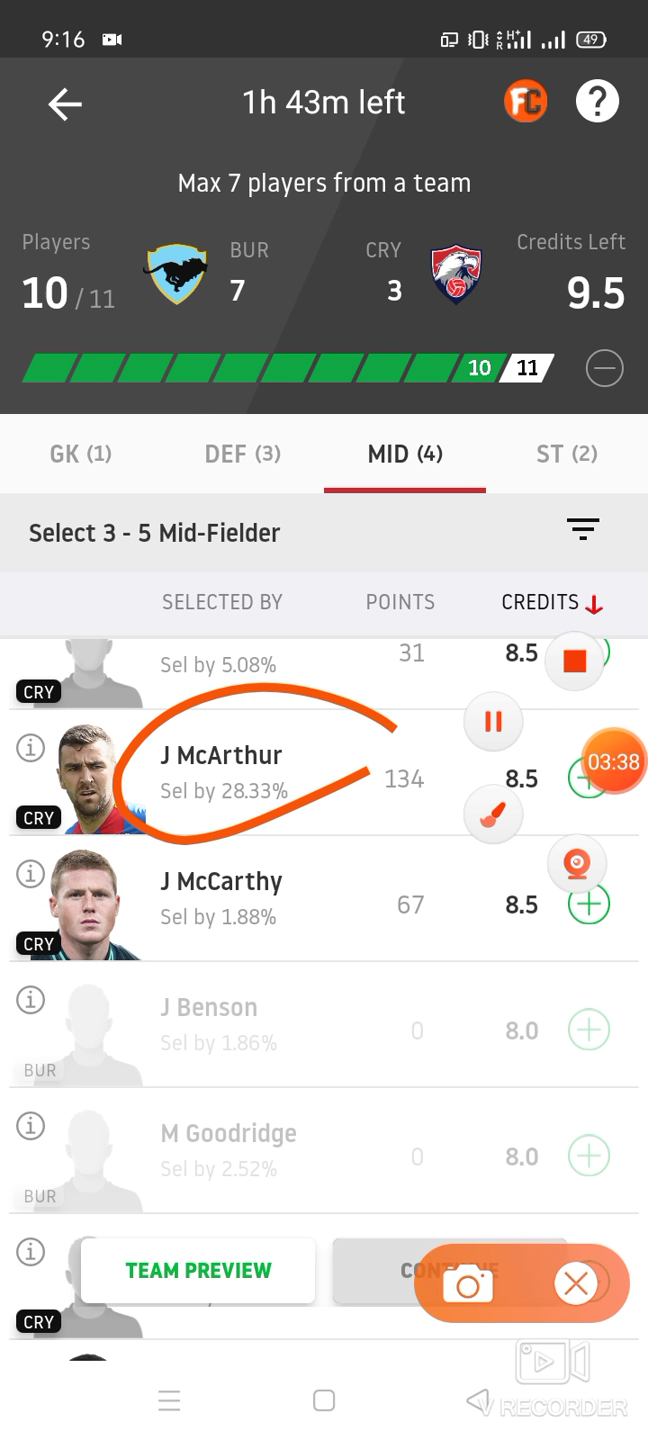 9:16 49
1h 43m left FC ?
Max 7 players from a team
Players BUR CRY Credits Left
10 / 11 7 3 9.5
10 11
GK (1) DEF (3) MID (4) ST (2)
Select 3 - 5 Mid-Fielder
SELECTED BY POINTS CREDITS
Sel by 5.08% 31 8.5
CRY
J McArthur
Sel by 28.33% 134 8.5 03:38
CRY
J McCarthy
Sel by 1.88% 67 8.5
CRY
J Benson
Sel by 1.86% 0 8.0
BUR
M Goodridge
Sel by 2.52% 0 8.0
BUR
TEAM PREVIEW
CRY
V RECORDER